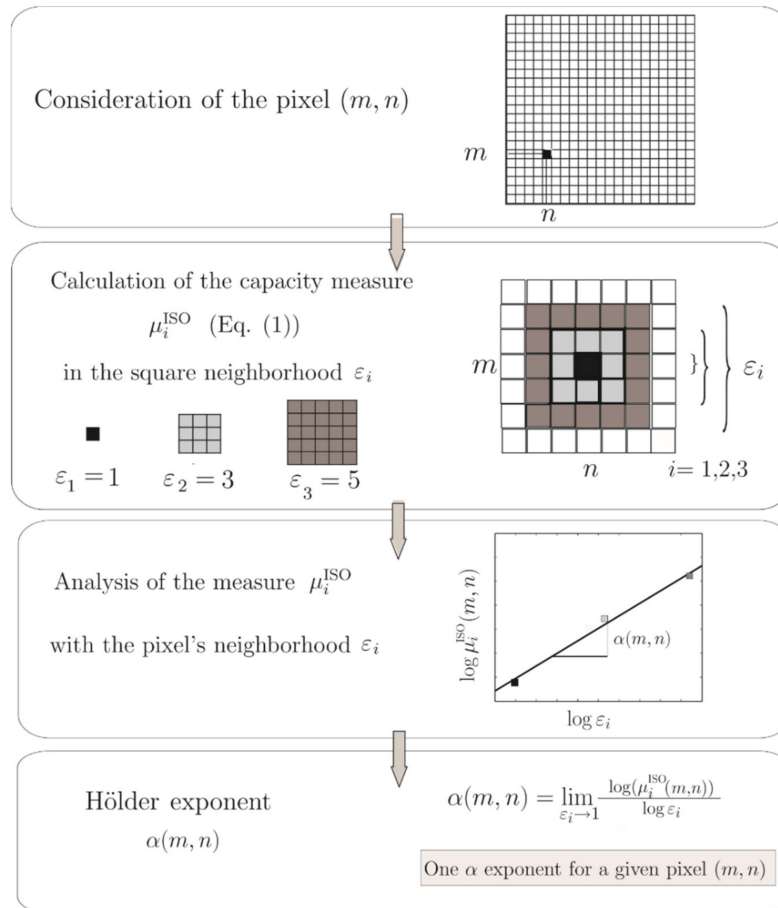 Consideration of the pixel (m, n)
m
n
Calculation of the capacity measure
μ_i^ISO (Eq. (1))
in the square neighborhood ε_i
ε_1 = 1
ε_2 = 3
ε_3 = 5
m
} } } ε_i
n
i= 1,2,3
Analysis of the measure μ_i^ISO
with the pixel's neighborhood ε_i
log μ_i^ISO(m, n)
α(m, n)
log ε_i
Hölder exponent
α(m, n)
α(m, n) = lim_{ε_i→1} log(μ_i^ISO(m,n)) / log ε_i
One α exponent for a given pixel (m, n)